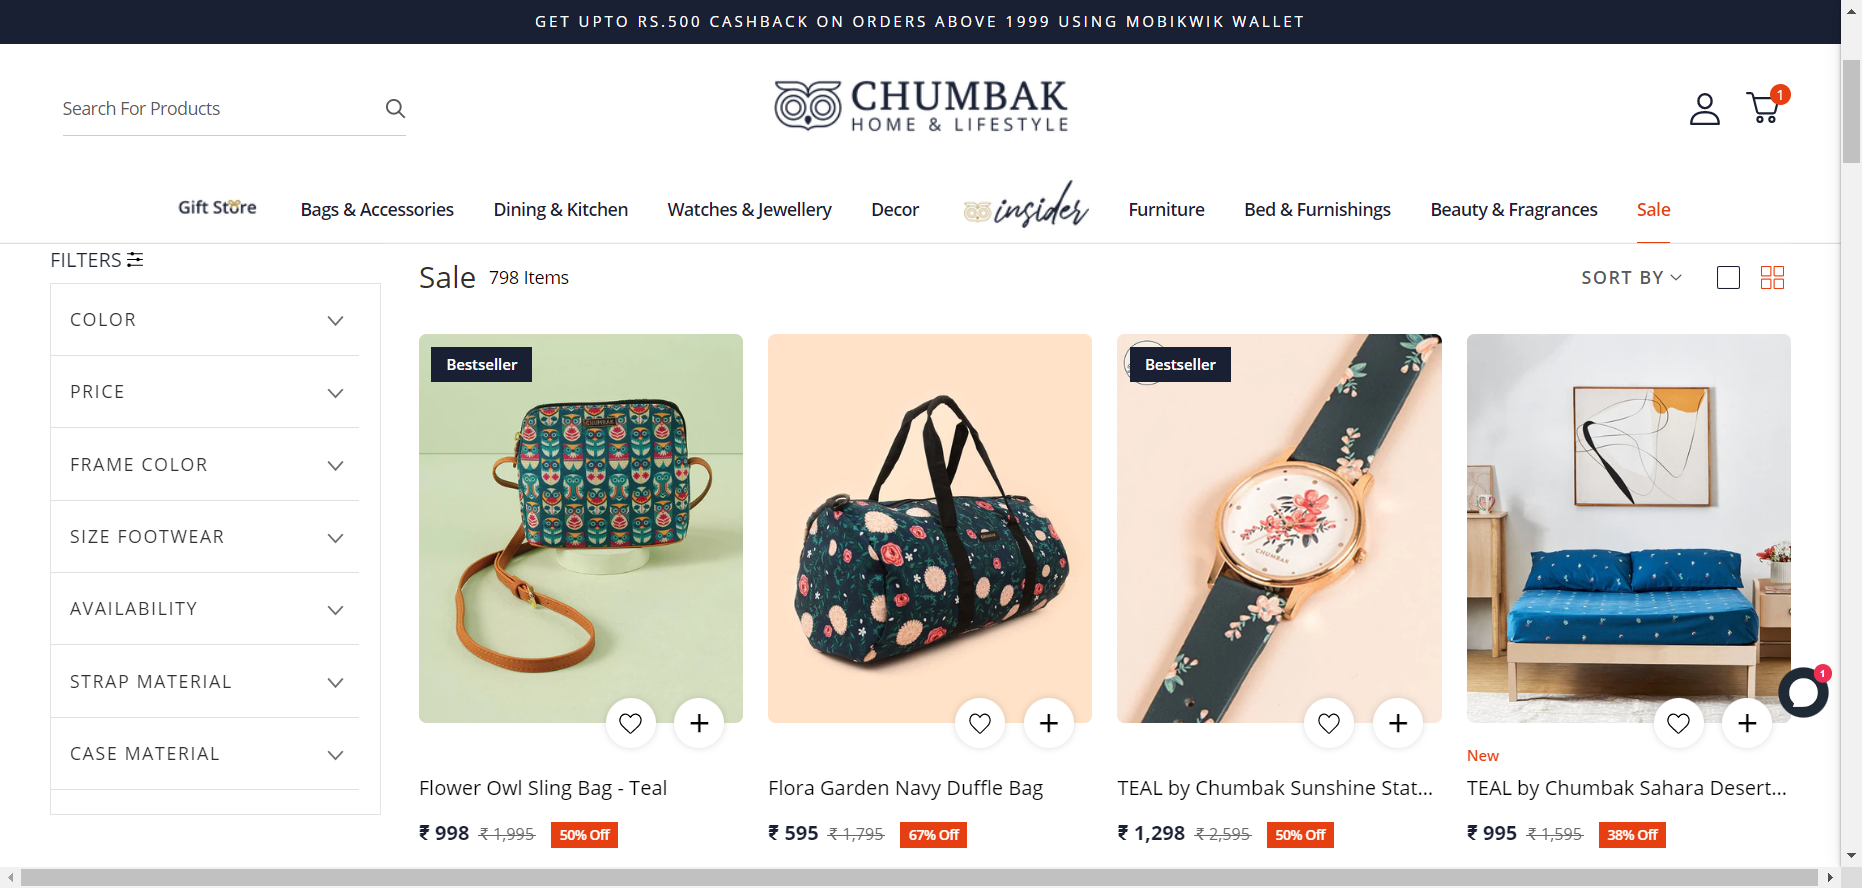 GET UPTO RS.500 CASHBACK ON ORDERS ABOVE 1999 USING MOBIKWIK WALLET
Search For Products
CHUMBAK
HOME & LIFESTYLE
1
Gift Store
Bags & Accessories
Dining & Kitchen
Watches & Jewellery
Decor
insider
Furniture
Bed & Furnishings
Beauty & Fragrances
Sale
FILTERS
COLOR
PRICE
FRAME COLOR
SIZE FOOTWEAR
AVAILABILITY
STRAP MATERIAL
CASE MATERIAL
Sale 798 Items
SORT BY
Bestseller
CHUMBAK
Flower Owl Sling Bag - Teal
₹ 998 ₹ 1,995 50% Off
Flora Garden Navy Duffle Bag
₹ 595 ₹ 1,795 67% Off
Bestseller
CHUMBAK
TEAL by Chumbak Sunshine Stat...
₹ 1,298 ₹ 2,595 50% Off
New
TEAL by Chumbak Sahara Desert...
₹ 995 ₹ 1,595 38% Off
1